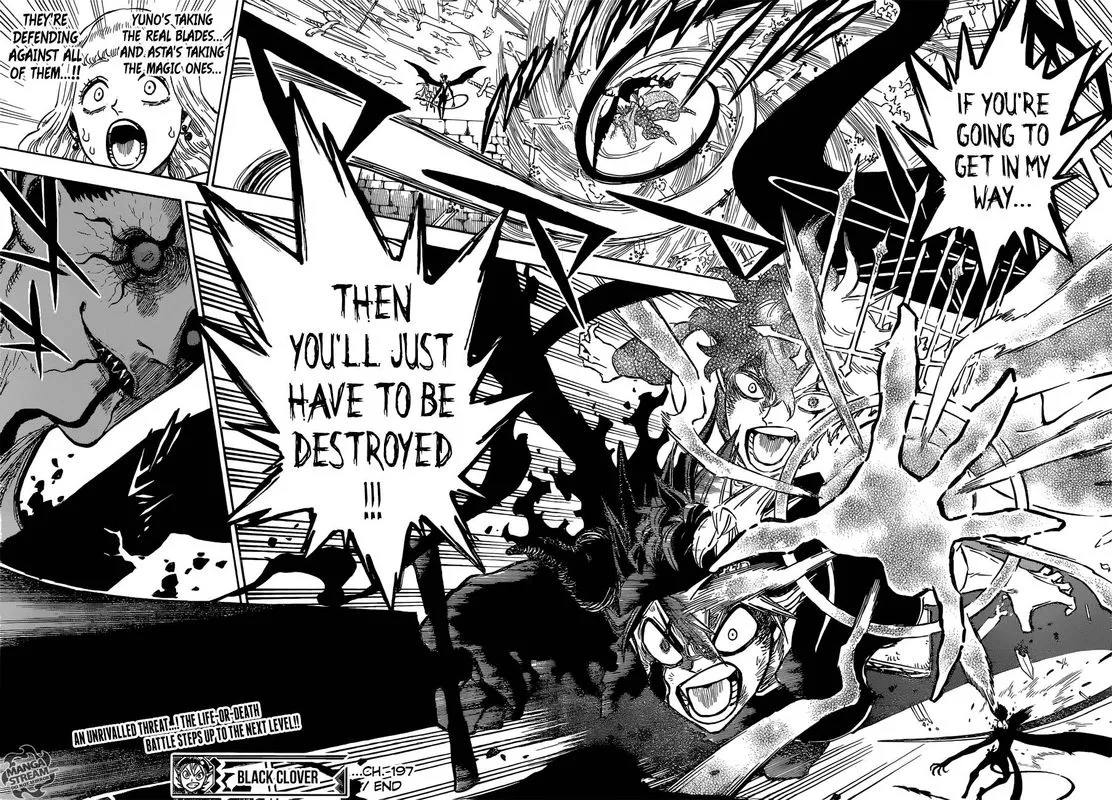 YUNO'S TAKING
THE REAL BLADES...
AND ASTA'S TAKING
THE MAGIC ONES...
THEY'RE
DEFENDING
AGAINST ALL
OF THEM...!!
IF YOU'RE
GOING TO
GET IN MY
WAY...
THEN
YOU'LL JUST
HAVE TO BE
DESTROYED
!!!
AN UNRIVALLED THREAT...! THE LIFE-OR-DEATH
BATTLE STEPS UP TO THE NEXT LEVEL!!
BLACK CLOVER
...CH. 197
/ END
MANGA
STREAM